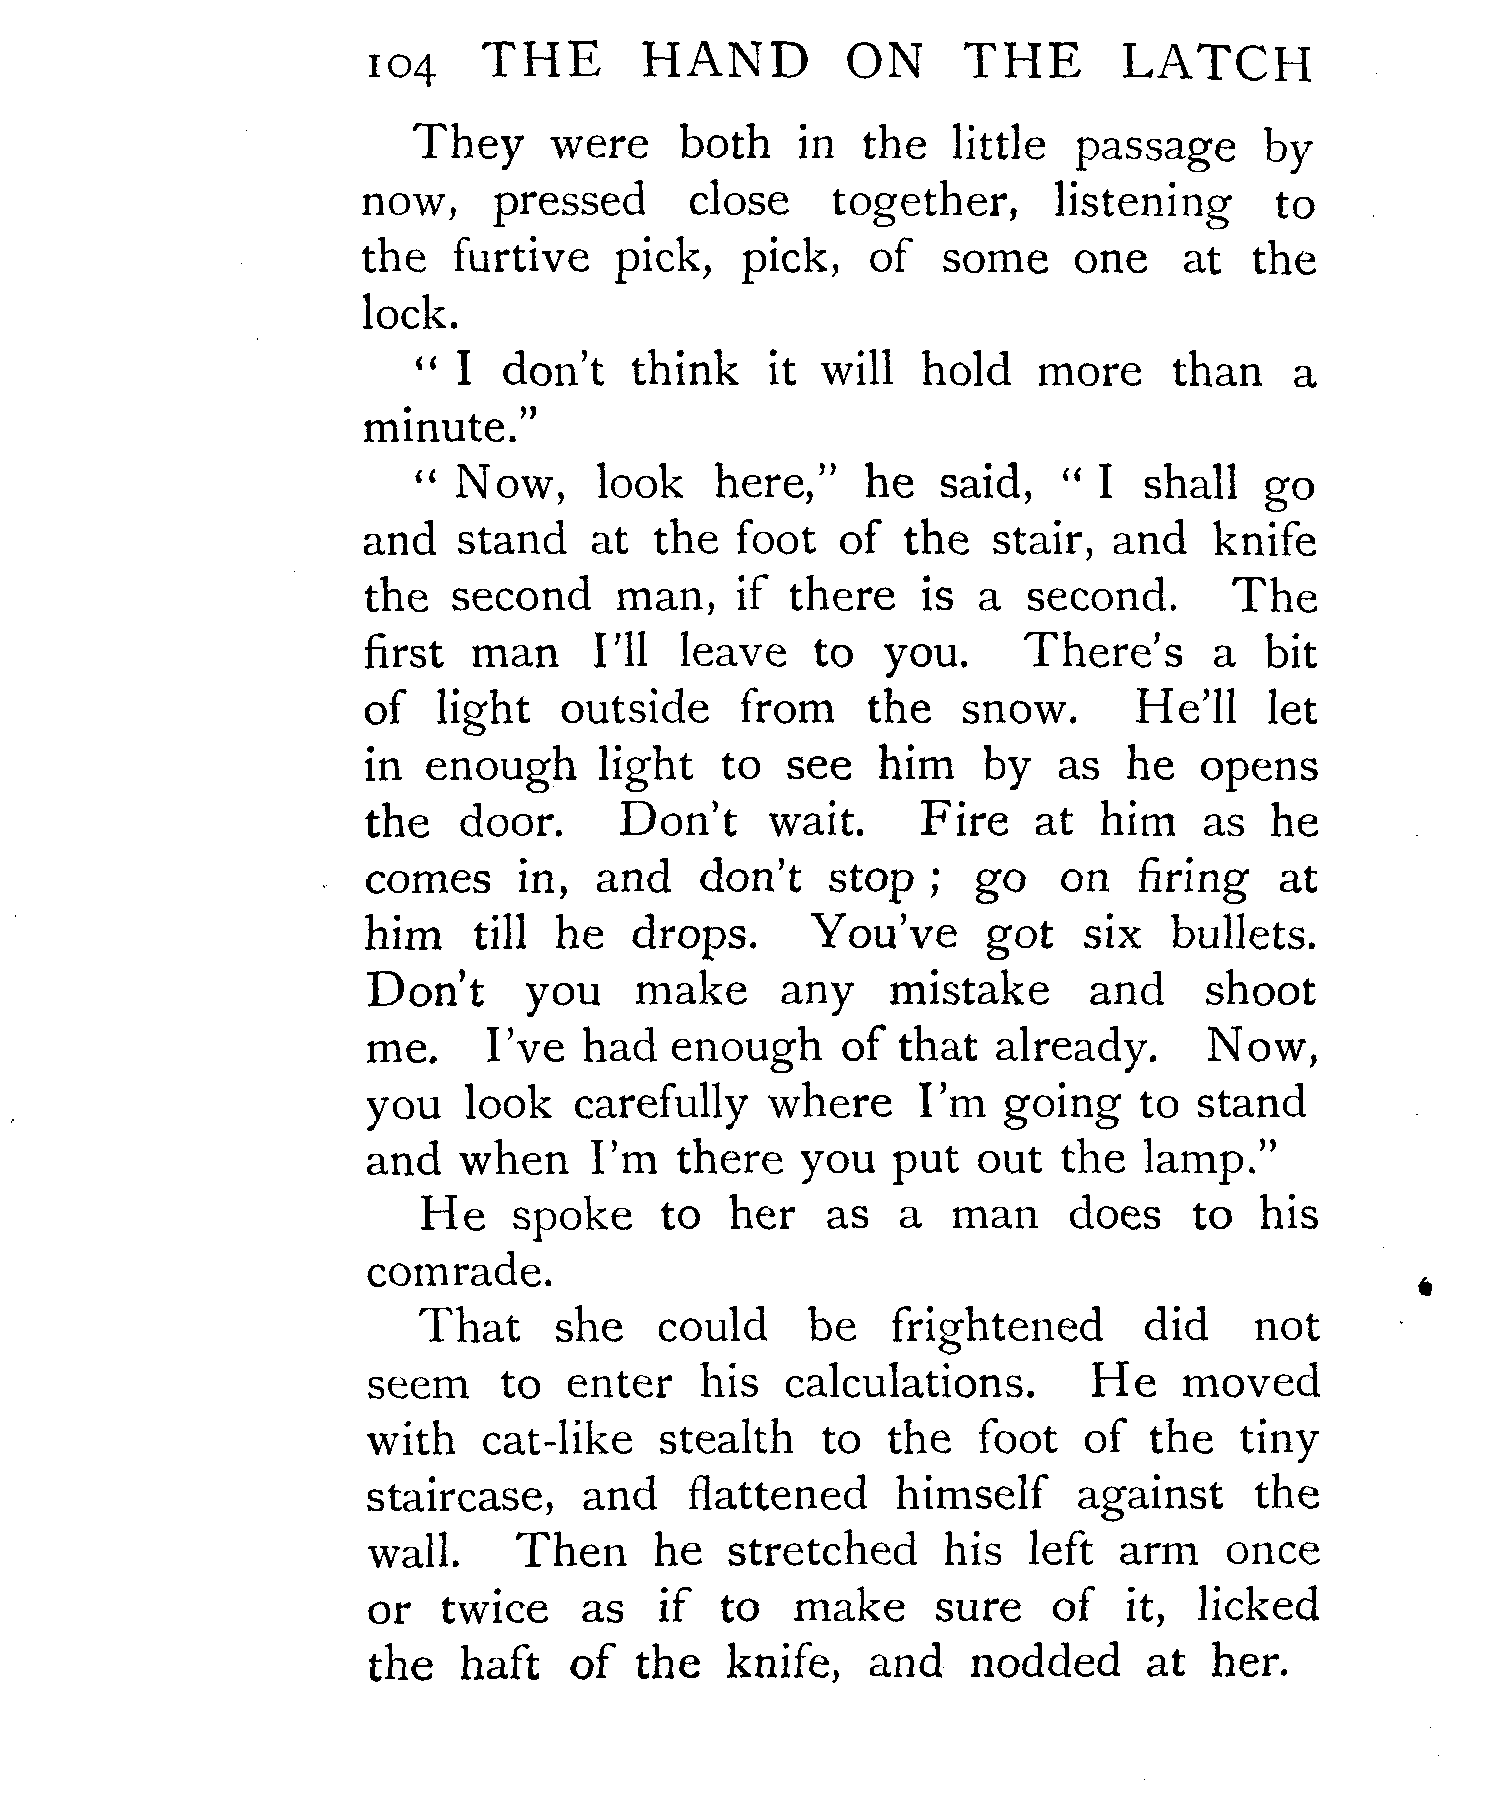 104 THE HAND ON THE LATCH
They were both in the little passage by
now, pressed close together, listening to
the furtive pick, pick, of some one at the
lock.
“ I don't think it will hold more than a
minute.”
“ Now, look here,” he said, “ I shall go
and stand at the foot of the stair, and knife
the second man, if there is a second. The
first man I'll leave to you. There's a bit
of light outside from the snow. He'll let
in enough light to see him by as he opens
the door. Don't wait. Fire at him as he
comes in, and don't stop ; go on firing at
him till he drops. You've got six bullets.
Don't you make any mistake and shoot
me. I've had enough of that already. Now,
you look carefully where I'm going to stand
and when I'm there you put out the lamp.”
He spoke to her as a man does to his
comrade.
That she could be frightened did not
seem to enter his calculations. He moved
with cat-like stealth to the foot of the tiny
staircase, and flattened himself against the
wall. Then he stretched his left arm once
or twice as if to make sure of it, licked
the haft of the knife, and nodded at her.